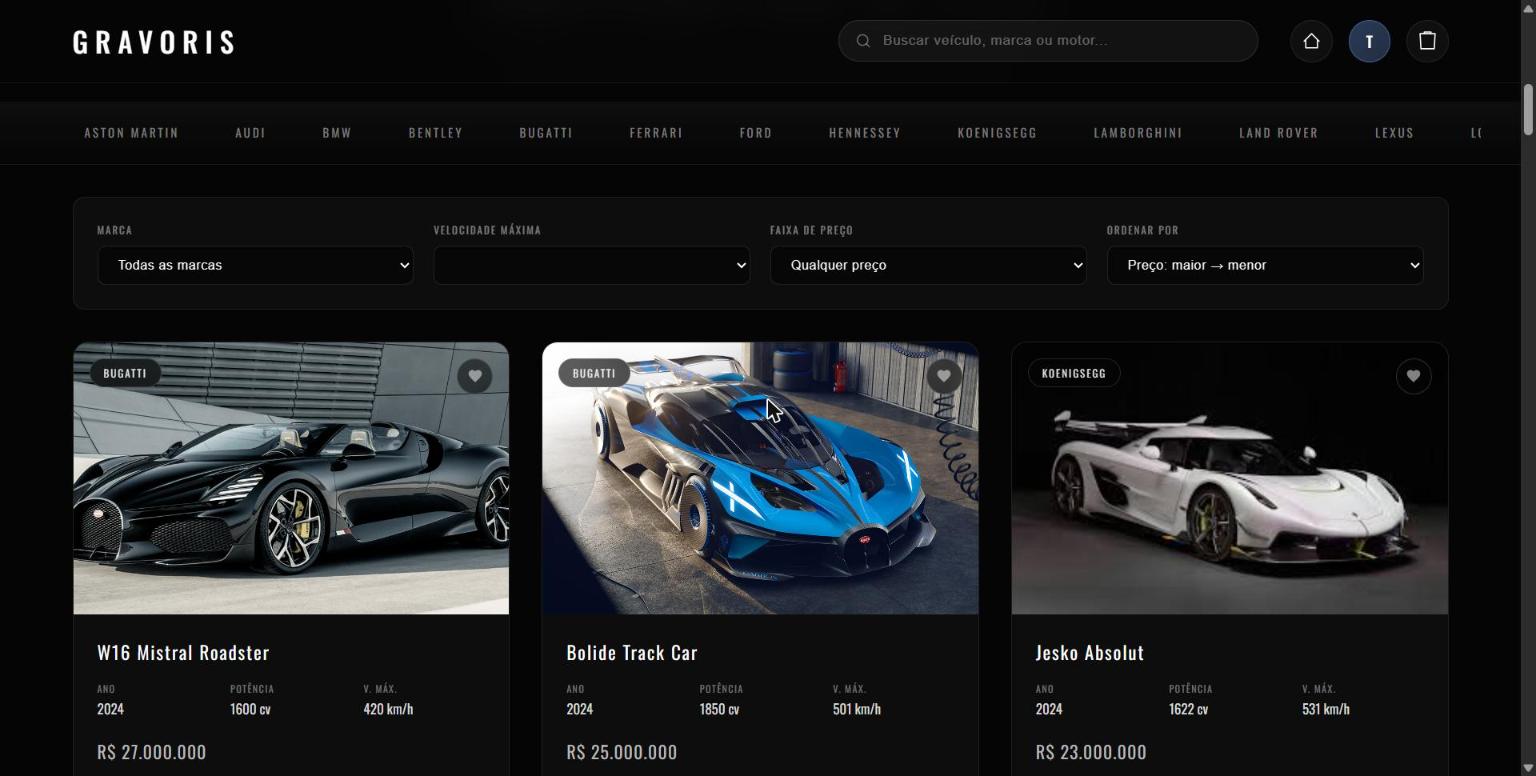 GRAVORIS
Buscar veículo, marca ou motor...
T
ASTON MARTIN AUDI BMW BENTLEY BUGATTI FERRARI FORD HENNESSEY KOENIGSEGG LAMBORGHINI LAND ROVER LEXUS
MARCA VELOCIDADE MÁXIMA FAIXA DE PREÇO ORDENAR POR
Todas as marcas Qualquer preço Preço: maior → menor
BUGATTI BUGATTI KOENIGSEGG
W16 Mistral Roadster Bolide Track Car Jesko Absolut
ANO POTÊNCIA V. MÁX. ANO POTÊNCIA V. MÁX. ANO POTÊNCIA V. MÁX.
2024 1600 cv 420 km/h 2024 1850 cv 501 km/h 2024 1622 cv 531 km/h
R$ 27.000.000 R$ 25.000.000 R$ 23.000.000